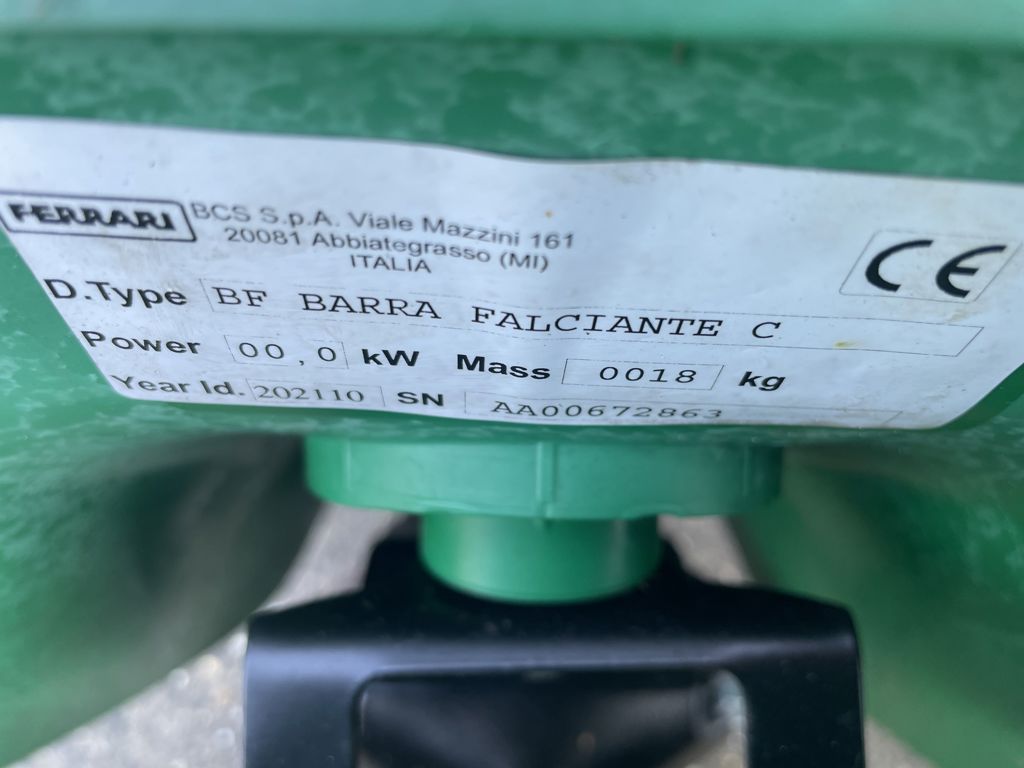 FERRARI BCS S.p.A. Viale Mazzini 161
20081 Abbiategrasso (MI)
ITALIA
CE
D.Type BF BARRA FALCIANTE C
Power 00,0 kW Mass 0018 kg
Year Id. 202110 SN AA00672863